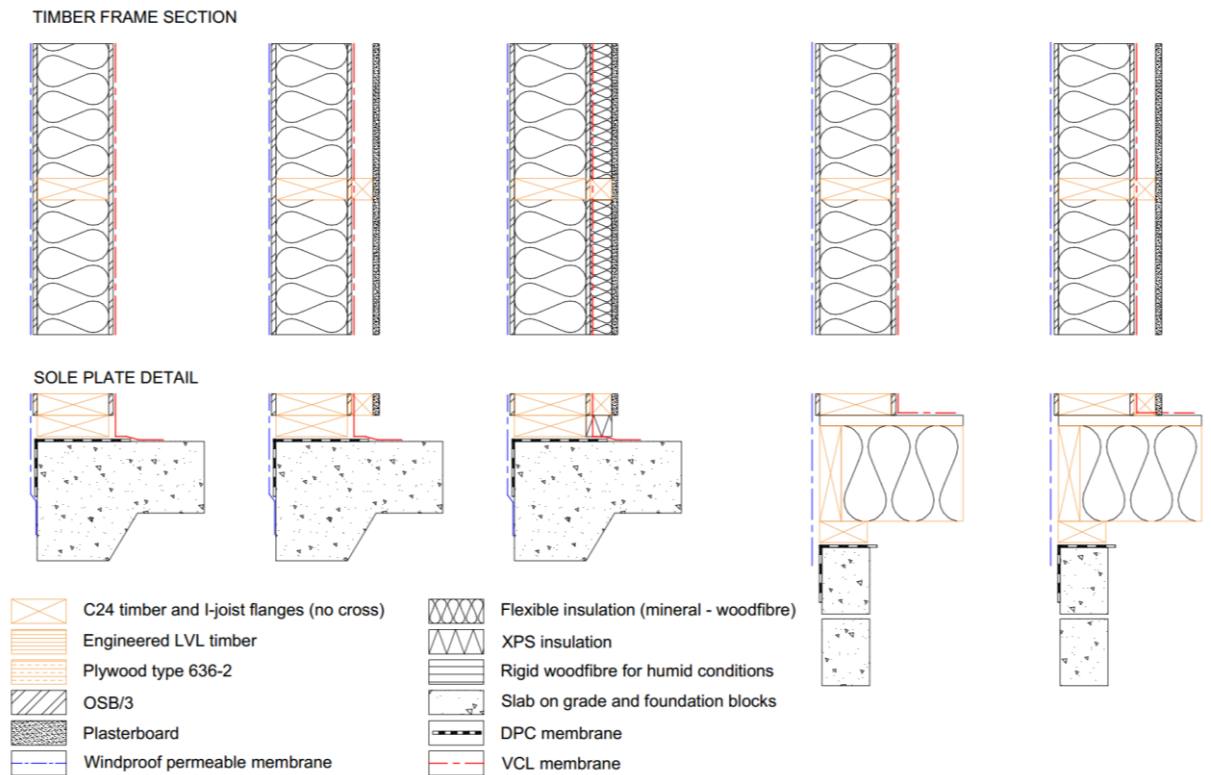 TIMBER FRAME SECTION
SOLE PLATE DETAIL
C24 timber and I-joist flanges (no cross)
Engineered LVL timber
Plywood type 636-2
OSB/3
Plasterboard
Windproof permeable membrane
Flexible insulation (mineral - woodfibre)
XPS insulation
Rigid woodfibre for humid conditions
Slab on grade and foundation blocks
DPC membrane
VCL membrane